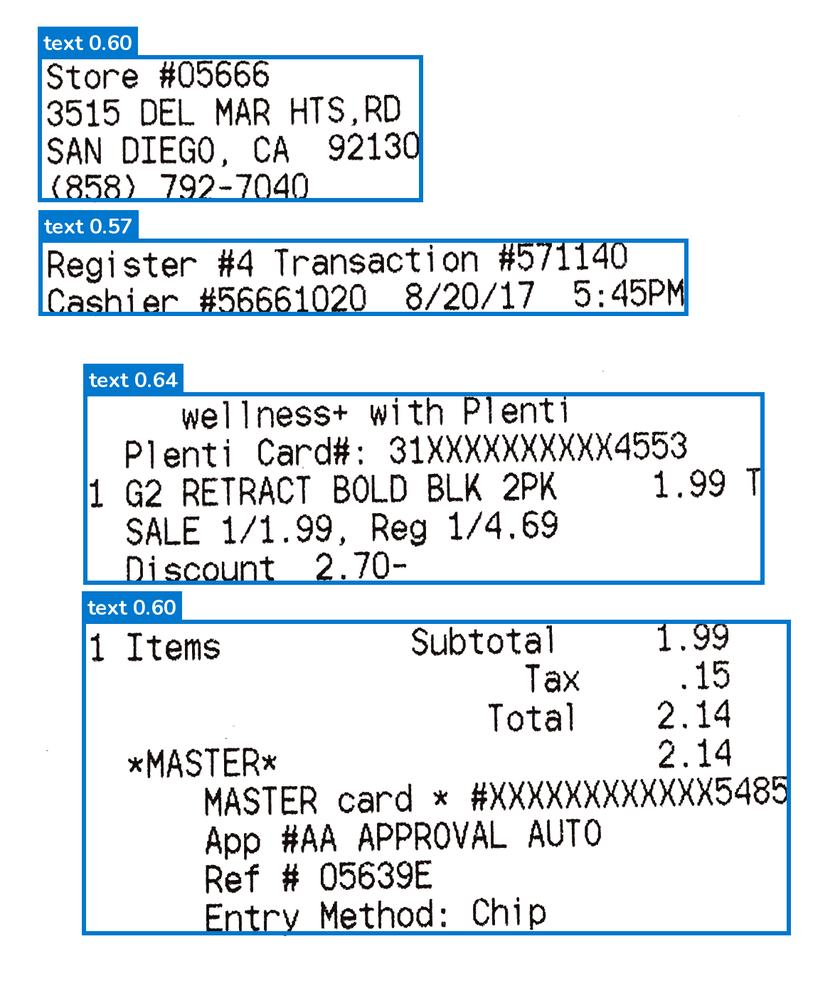 text 0.60
Store #05666
3515 DEL MAR HTS,RD
SAN DIEGO, CA  92130
(858) 792-7040
text 0.57
Register #4 Transaction #571140
Cashier #56661020  8/20/17  5:45PM
text 0.64
wellness+ with Plenti
Plenti Card#: 31XXXXXXXXXX4553
1 G2 RETRACT BOLD BLK 2PK 1.99 T
SALE 1/1.99, Reg 1/4.69
Discount  2.70-
text 0.60
1 Items Subtotal 1.99
Tax .15
Total 2.14
*MASTER* 2.14
MASTER card * #XXXXXXXXXXXX5485
App #AA APPROVAL AUTO
Ref # 05639E
Entry Method: Chip